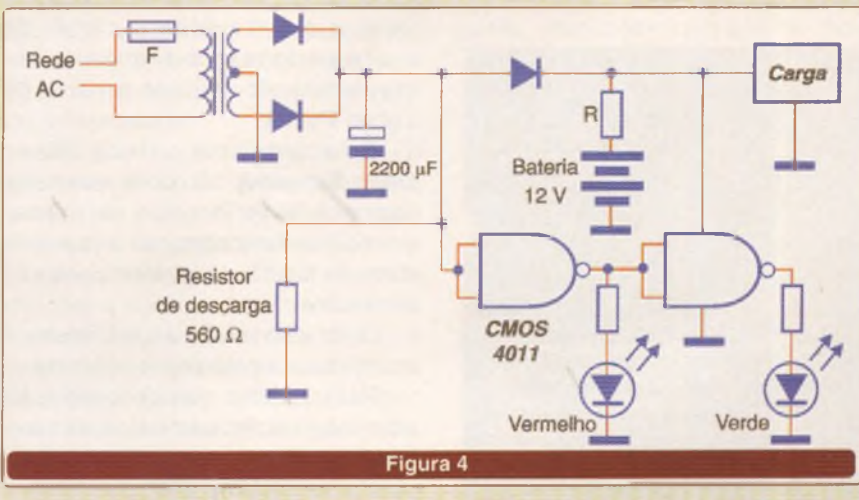 Rede
AC
F
2200 µF
R
Bateria
12 V
Carga
Resistor
de descarga
560 Ω
CMOS
4011
Vermelho
Verde
Figura 4